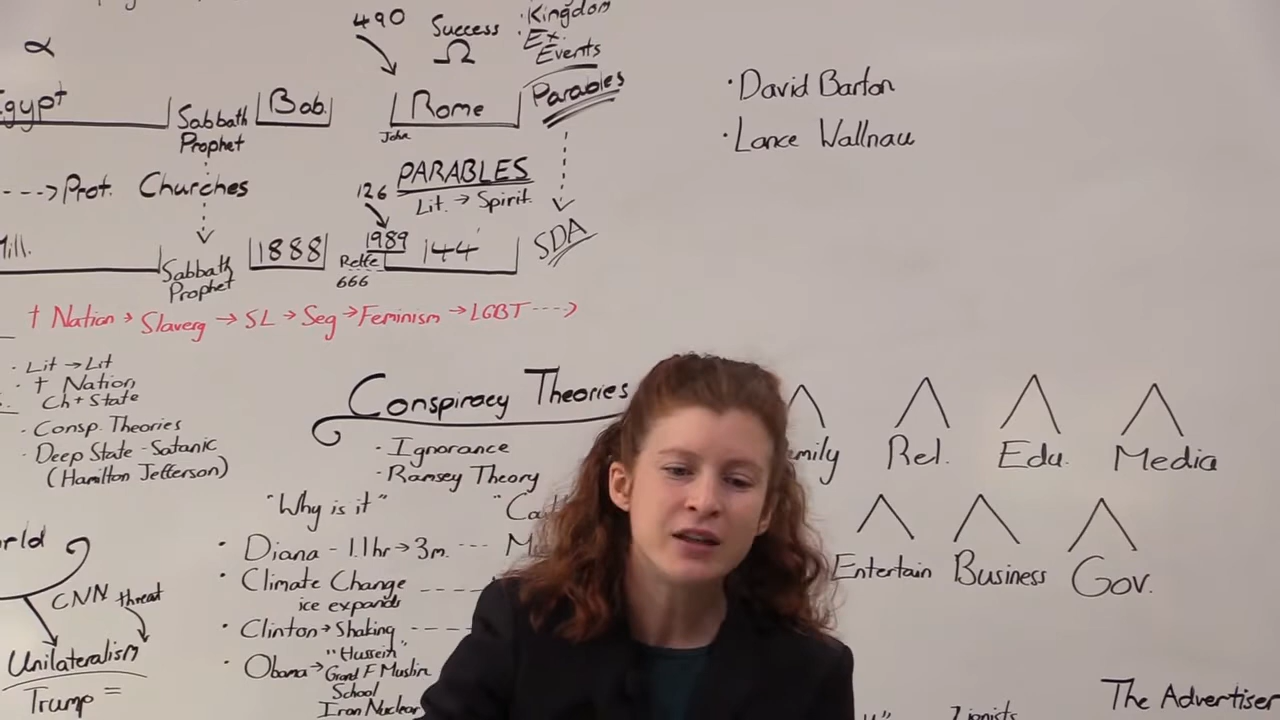 490
Success
Ω
· Kingdom
· Ex. Events
α
Egypt
Sabbath
Prophet
Bab.
Rome
Parables
John
---> Prot. Churches
126
PARABLES
Lit. → Spirit.
Mill.
Sabbath
Prophet
1888
1989
144
SDA
666
† Nation → Slavery → SL → Seg → Feminism → LGBT ---->
· Lit → Lit
· † Nation
Ch + State
· Consp. Theories
· Deep State - Satanic
(Hamilton Jefferson)
Conspiracy Theories
· Ignorance
· Ramsey Theory
"Why is it"
· Diana - 1.1hr → 3m. ---
· Climate Change ----
ice expands
· Clinton → Shaking ---
"Hussein"
· Obama → Grand F Muslim
School
Iran Nuclear
CNN threat
Unilateralism
Trump =
· David Barton
· Lance Wallnau
Rel.
Edu.
Media
Entertain
Business
Gov.
Zionists
The Advertiser